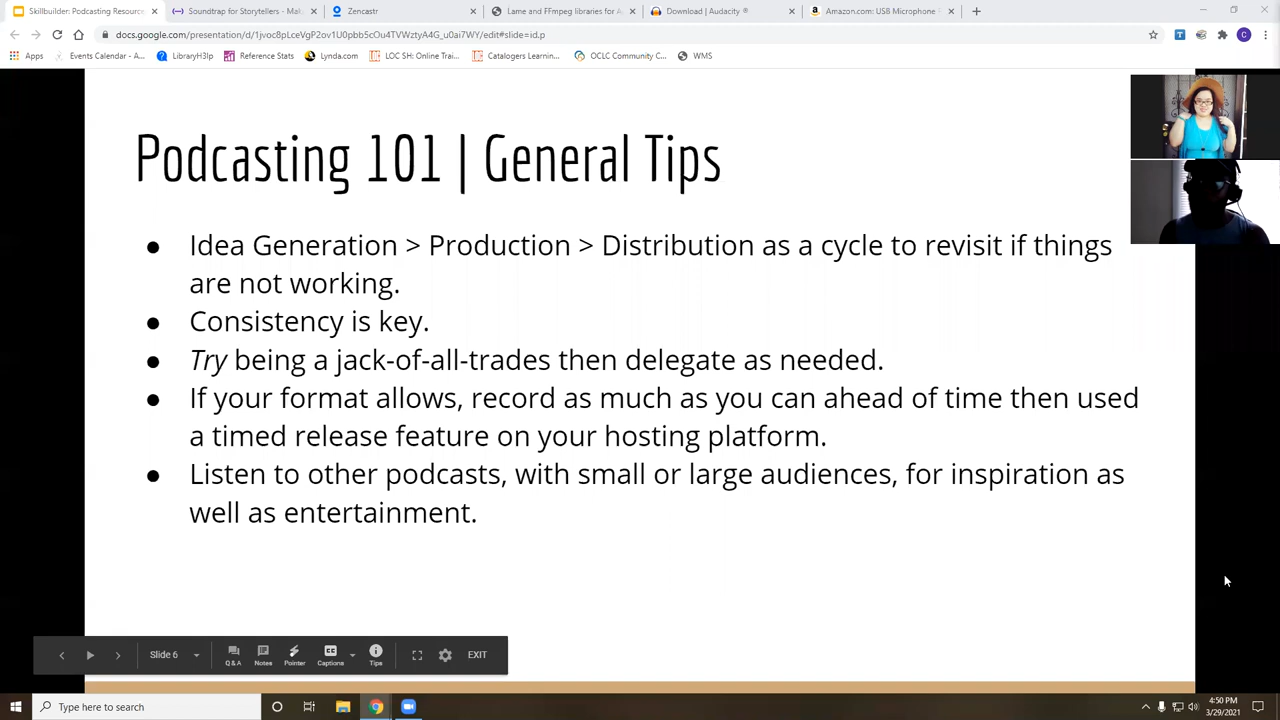 Skillbuilder: Podcasting Resourc
Soundtrap for Storytellers - Mak
Zencastr
Lame and FFmpeg libraries for A
Download | Audacity ®
Amazon.com: USB Microphone
docs.google.com/presentation/d/1jvoc8pLceVgP2ov1U0pbb5cOu4TVWztyA4G_u0ai7WY/edit#slide=id.p
C
Apps
Events Calendar - A...
LibraryH3lp
Reference Stats
Lynda.com
LOC SH: Online Trai...
Catalogers Learnin...
OCLC Community C...
WMS
Podcasting 101 | General Tips
● Idea Generation > Production > Distribution as a cycle to revisit if things
are not working.
● Consistency is key.
● Try being a jack-of-all-trades then delegate as needed.
● If your format allows, record as much as you can ahead of time then used
a timed release feature on your hosting platform.
● Listen to other podcasts, with small or large audiences, for inspiration as
well as entertainment.
Slide 6
Q&A
Notes
Pointer
CC
Captions
Tips
EXIT
Type here to search
4:50 PM
3/29/2021